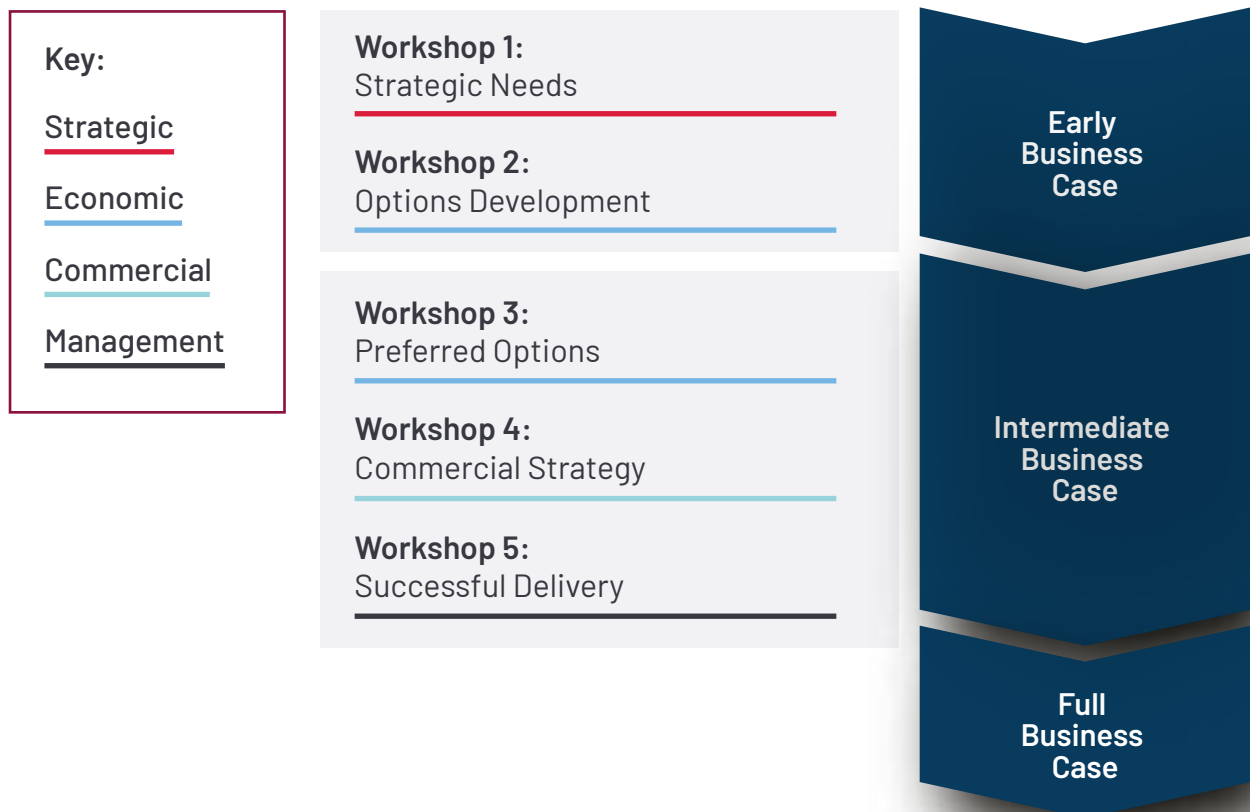 Key:
Strategic
Economic
Commercial
Management
Workshop 1:
Strategic Needs
Workshop 2:
Options Development
Workshop 3:
Preferred Options
Workshop 4:
Commercial Strategy
Workshop 5:
Successful Delivery
Early
Business
Case
Intermediate
Business
Case
Full
Business
Case